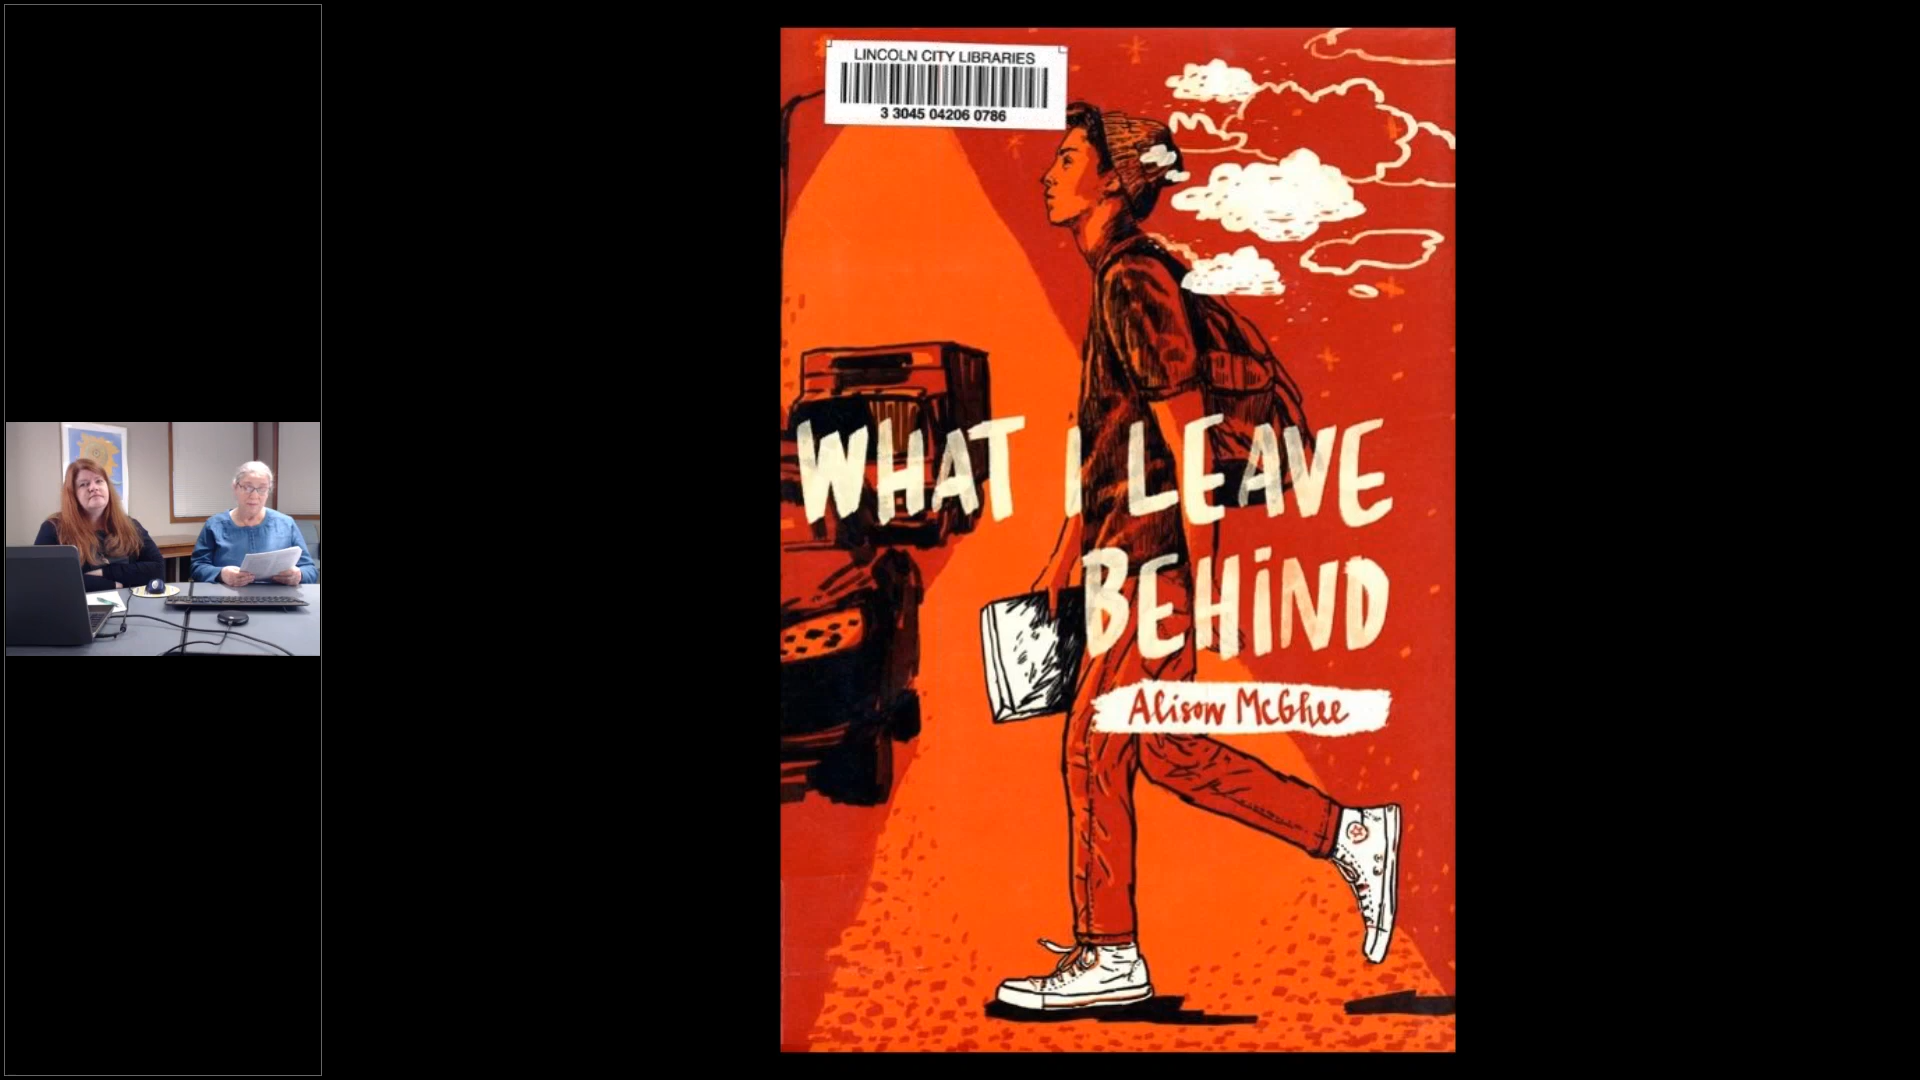 LINCOLN CITY LIBRARIES
3 3045 04206 0786
WHAT I LEAVE
BEHIND
Alison McGhee